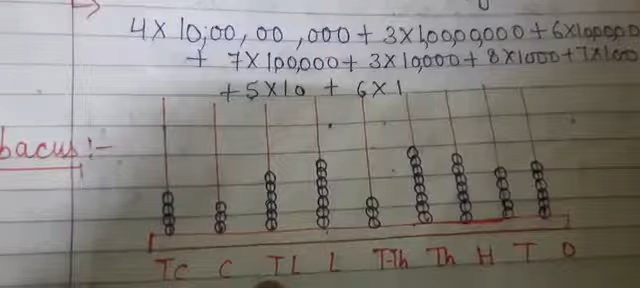 4 X 10,00,00,000 + 3 X 1,00,00,000 + 6 X 10,00,000
+ 7 X 1,00,000 + 3 X 10,000 + 8 X 1000 + 7 X 100
+ 5 X 10 + 6 X 1
bacus :-
TC C TL L T-Th Th H T O